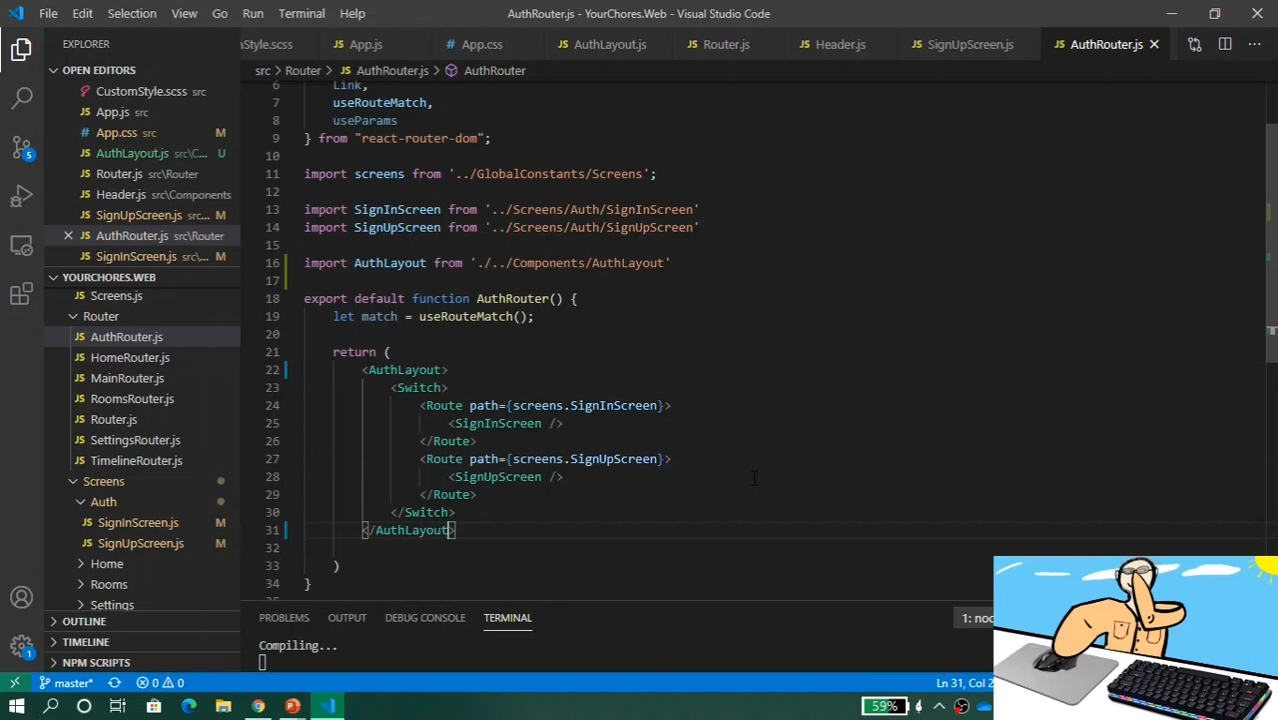 File Edit Selection View Go Run Terminal Help
AuthRouter.js - YourChores.Web - Visual Studio Code
EXPLORER
OPEN EDITORS
CustomStyle.scss src
App.js src
App.css src M
AuthLayout.js src\C... U
Router.js src\Router
Header.js src\Components
SignUpScreen.js src... M
AuthRouter.js src\Router
SignInScreen.js src\... M
YOURCHORES.WEB
Screens.js
Router
AuthRouter.js
HomeRouter.js
MainRouter.js
RoomsRouter.js
Router.js
SettingsRouter.js
TimelineRouter.js
Screens
Auth
SignInScreen.js M
SignUpScreen.js M
Home
Rooms
Settings
OUTLINE
TIMELINE
NPM SCRIPTS
mStyle.scss App.js App.css AuthLayout.js Router.js Header.js SignUpScreen.js AuthRouter.js
src > Router > AuthRouter.js > AuthRouter
6 Link,
7 useRouteMatch,
8 useParams
9 } from "react-router-dom";
10
11 import screens from '../GlobalConstants/Screens';
12
13 import SignInScreen from '../Screens/Auth/SignInScreen'
14 import SignUpScreen from '../Screens/Auth/SignUpScreen'
15
16 import AuthLayout from './../Components/AuthLayout'
17
18 export default function AuthRouter() {
19 let match = useRouteMatch();
20
21 return (
22 <AuthLayout>
23 <Switch>
24 <Route path={screens.SignInScreen}>
25 <SignInScreen />
26 </Route>
27 <Route path={screens.SignUpScreen}>
28 <SignUpScreen />
29 </Route>
30 </Switch>
31 </AuthLayout>
32
33 )
34 }
PROBLEMS OUTPUT DEBUG CONSOLE TERMINAL
1: noc
Compiling...
5
1
master* 0 0
Ln 31, Col 2
59%